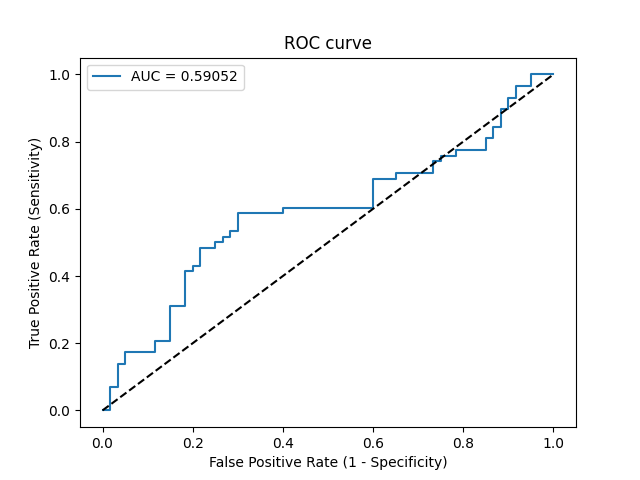 ROC curve
AUC = 0.59052
1.0
0.8
0.6
0.4
0.2
0.0
True Positive Rate (Sensitivity)
0.0 0.2 0.4 0.6 0.8 1.0
False Positive Rate (1 - Specificity)